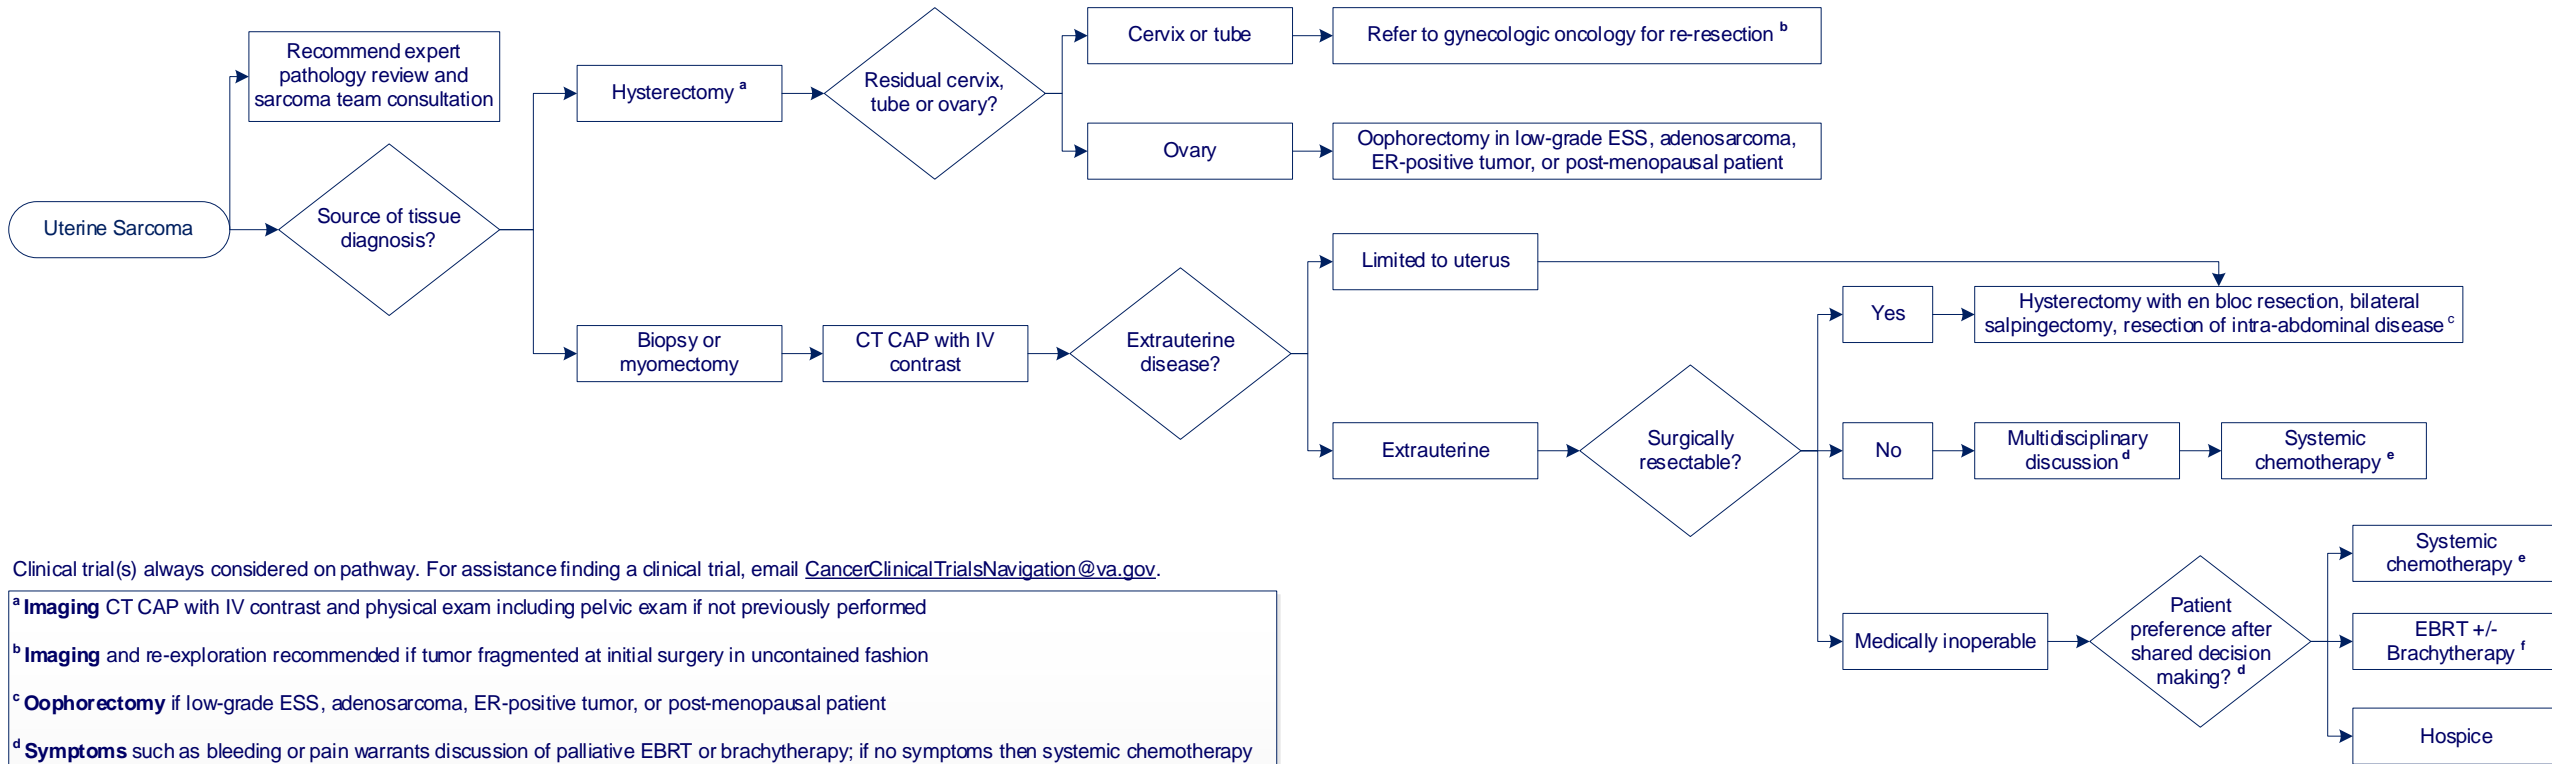 Recommend expert
pathology review and
sarcoma team consultation
Uterine Sarcoma
Source of tissue
diagnosis?
Hysterectomy a
Residual cervix,
tube or ovary?
Cervix or tube
Refer to gynecologic oncology for re-resection b
Ovary
Oophorectomy in low-grade ESS, adenosarcoma,
ER-positive tumor, or post-menopausal patient
Biopsy or
myomectomy
CT CAP with IV
contrast
Extrauterine
disease?
Limited to uterus
Extrauterine
Surgically
resectable?
Yes
Hysterectomy with en bloc resection, bilateral
salpingectomy, resection of intra-abdominal disease c
No
Multidisciplinary
discussion d
Systemic
chemotherapy e
Medically inoperable
Patient
preference after
shared decision
making? d
Systemic
chemotherapy e
EBRT +/-
Brachytherapy f
Hospice
Clinical trial(s) always considered on pathway. For assistance finding a clinical trial, email CancerClinicalTrialsNavigation@va.gov.
a Imaging CT CAP with IV contrast and physical exam including pelvic exam if not previously performed
b Imaging and re-exploration recommended if tumor fragmented at initial surgery in uncontained fashion
c Oophorectomy if low-grade ESS, adenosarcoma, ER-positive tumor, or post-menopausal patient
d Symptoms such as bleeding or pain warrants discussion of palliative EBRT or brachytherapy; if no symptoms then systemic chemotherapy